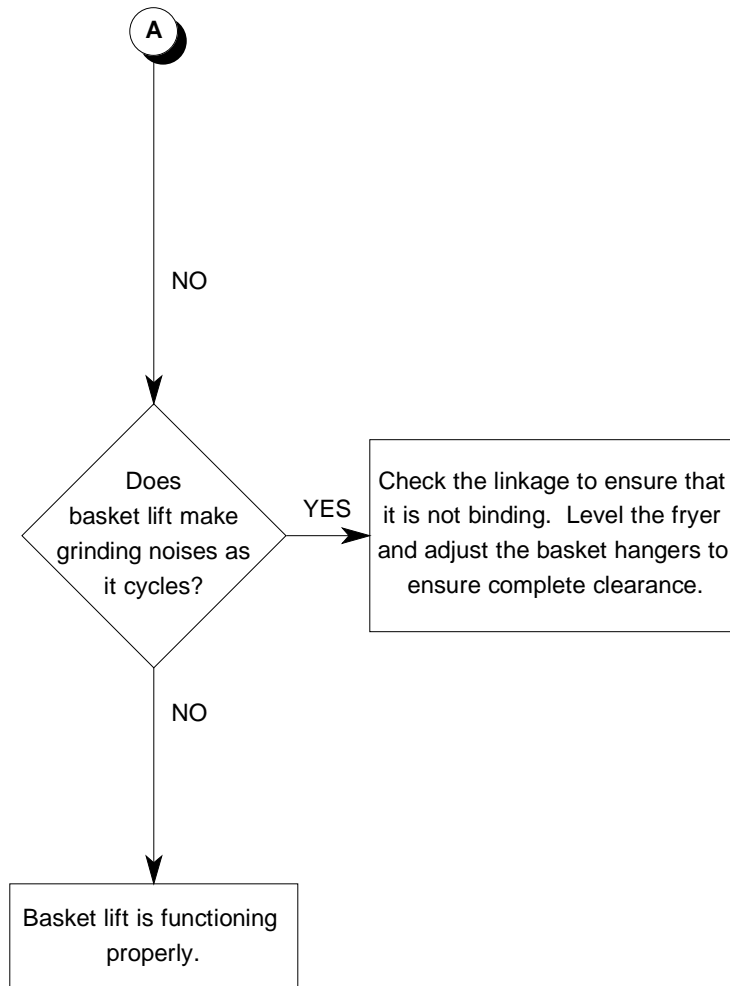 A
NO
Does
basket lift make
grinding noises as
it cycles?
YES
Check the linkage to ensure that
it is not binding.  Level the fryer
and adjust the basket hangers to
ensure complete clearance.
NO
Basket lift is functioning
properly.